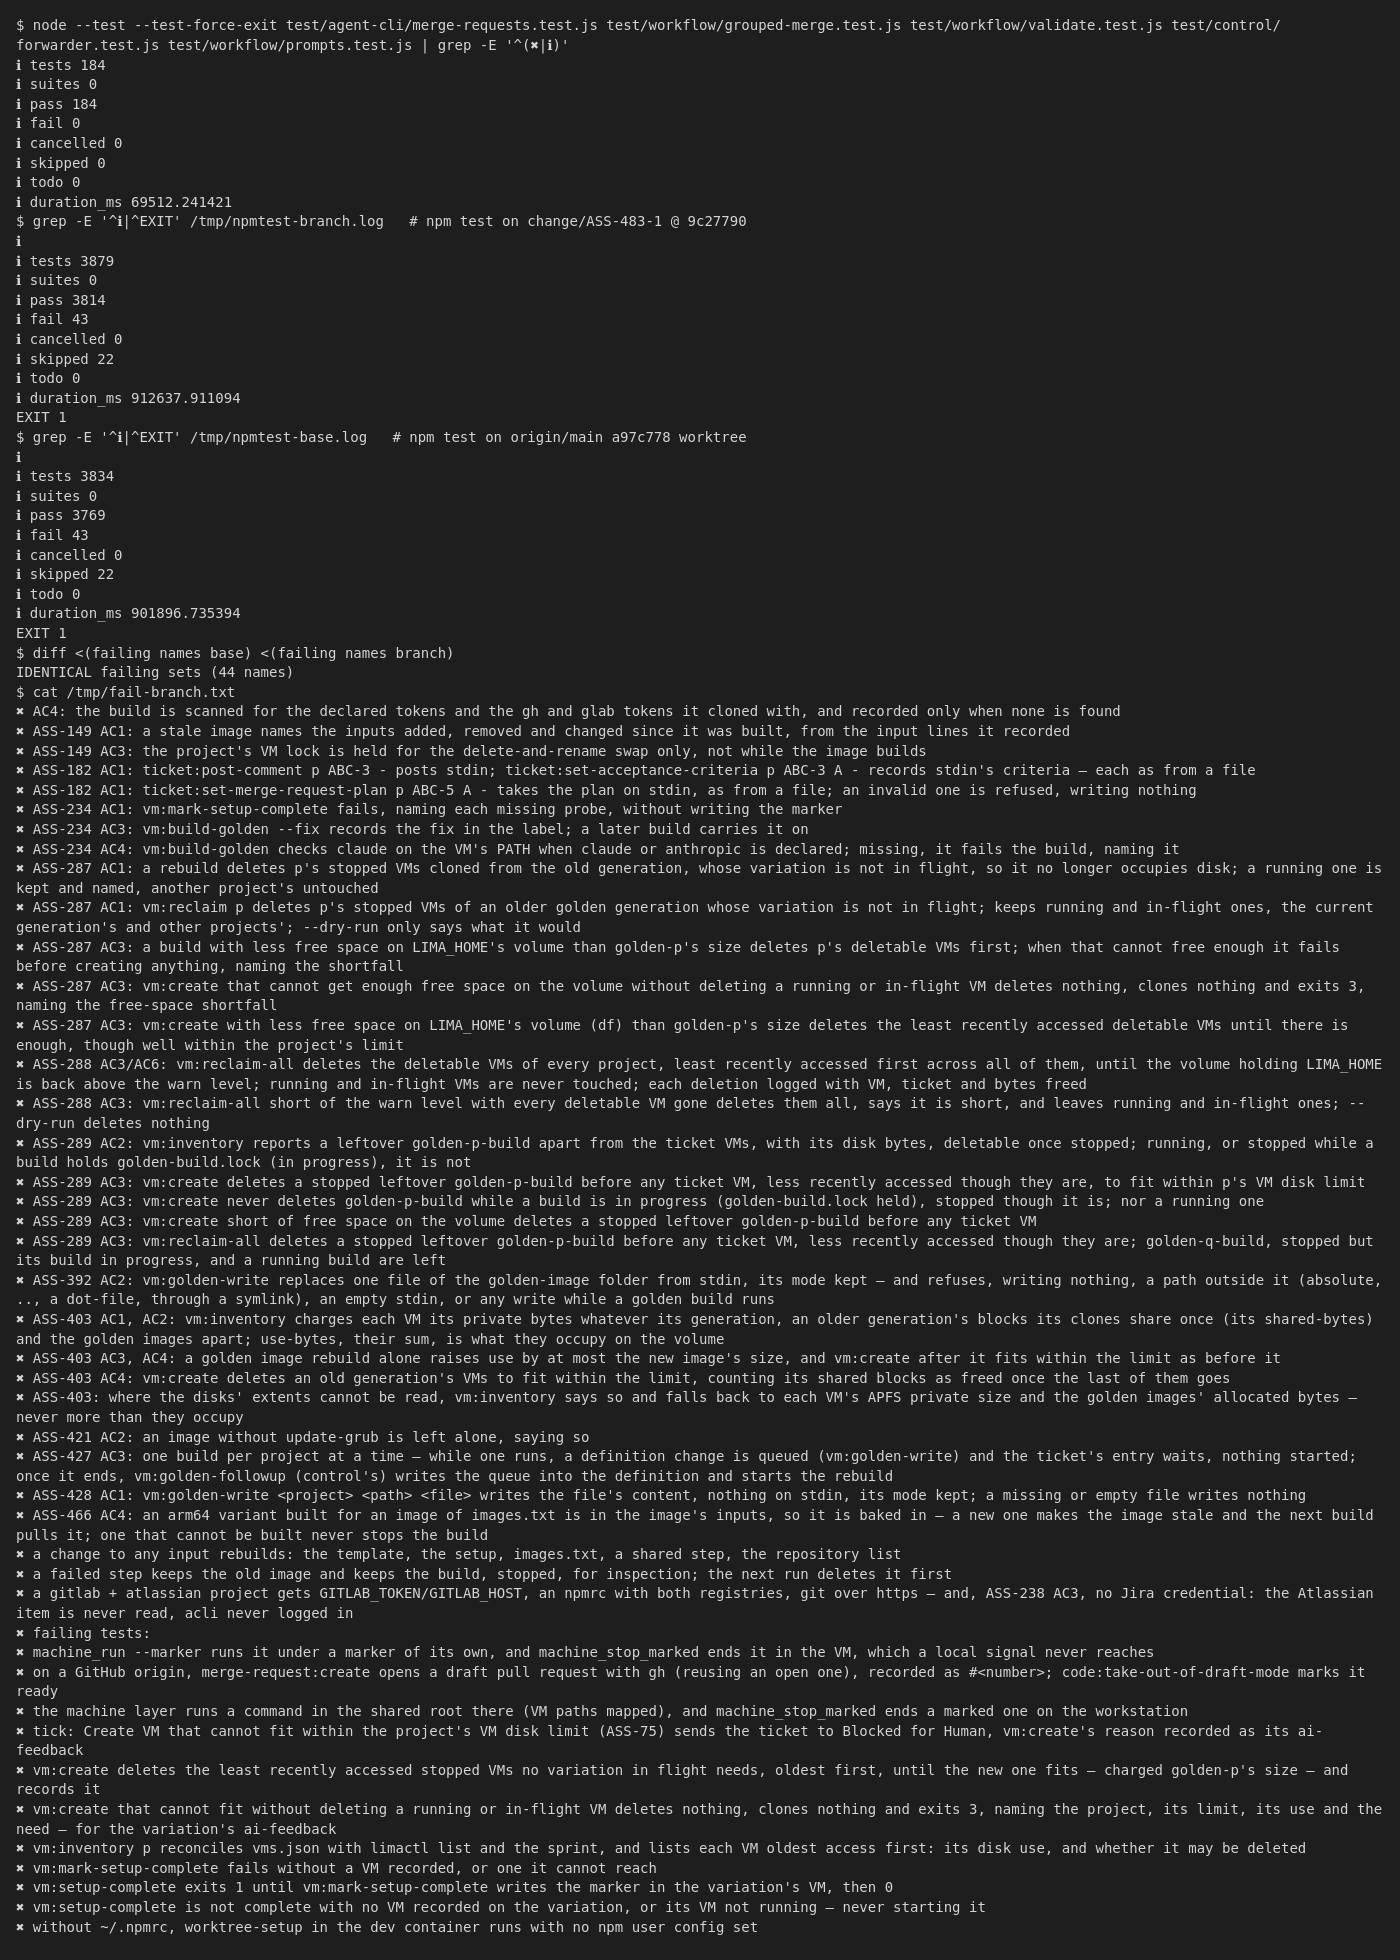 $ node --test --test-force-exit test/agent-cli/merge-requests.test.js test/workflow/grouped-merge.test.js test/workflow/validate.test.js test/control/
forwarder.test.js test/workflow/prompts.test.js | grep -E '^(✖|ℹ)'
ℹ tests 184
ℹ suites 0
ℹ pass 184
ℹ fail 0
ℹ cancelled 0
ℹ skipped 0
ℹ todo 0
ℹ duration_ms 69512.241421
$ grep -E '^ℹ|^EXIT' /tmp/npmtest-branch.log   # npm test on change/ASS-483-1 @ 9c27790
ℹ
ℹ tests 3879
ℹ suites 0
ℹ pass 3814
ℹ fail 43
ℹ cancelled 0
ℹ skipped 22
ℹ todo 0
ℹ duration_ms 912637.911094
EXIT 1
$ grep -E '^ℹ|^EXIT' /tmp/npmtest-base.log   # npm test on origin/main a97c778 worktree
ℹ
ℹ tests 3834
ℹ suites 0
ℹ pass 3769
ℹ fail 43
ℹ cancelled 0
ℹ skipped 22
ℹ todo 0
ℹ duration_ms 901896.735394
EXIT 1
$ diff <(failing names base) <(failing names branch)
IDENTICAL failing sets (44 names)
$ cat /tmp/fail-branch.txt
✖ AC4: the build is scanned for the declared tokens and the gh and glab tokens it cloned with, and recorded only when none is found
✖ ASS-149 AC1: a stale image names the inputs added, removed and changed since it was built, from the input lines it recorded
✖ ASS-149 AC3: the project's VM lock is held for the delete-and-rename swap only, not while the image builds
✖ ASS-182 AC1: ticket:post-comment p ABC-3 - posts stdin; ticket:set-acceptance-criteria p ABC-3 A - records stdin's criteria — each as from a file
✖ ASS-182 AC1: ticket:set-merge-request-plan p ABC-5 A - takes the plan on stdin, as from a file; an invalid one is refused, writing nothing
✖ ASS-234 AC1: vm:mark-setup-complete fails, naming each missing probe, without writing the marker
✖ ASS-234 AC3: vm:build-golden --fix records the fix in the label; a later build carries it on
✖ ASS-234 AC4: vm:build-golden checks claude on the VM's PATH when claude or anthropic is declared; missing, it fails the build, naming it
✖ ASS-287 AC1: a rebuild deletes p's stopped VMs cloned from the old generation, whose variation is not in flight, so it no longer occupies disk; a running one is
kept and named, another project's untouched
✖ ASS-287 AC1: vm:reclaim p deletes p's stopped VMs of an older golden generation whose variation is not in flight; keeps running and in-flight ones, the current
generation's and other projects'; --dry-run only says what it would
✖ ASS-287 AC3: a build with less free space on LIMA_HOME's volume than golden-p's size deletes p's deletable VMs first; when that cannot free enough it fails
before creating anything, naming the shortfall
✖ ASS-287 AC3: vm:create that cannot get enough free space on the volume without deleting a running or in-flight VM deletes nothing, clones nothing and exits 3,
naming the free-space shortfall
✖ ASS-287 AC3: vm:create with less free space on LIMA_HOME's volume (df) than golden-p's size deletes the least recently accessed deletable VMs until there is
enough, though well within the project's limit
✖ ASS-288 AC3/AC6: vm:reclaim-all deletes the deletable VMs of every project, least recently accessed first across all of them, until the volume holding LIMA_HOME
is back above the warn level; running and in-flight VMs are never touched; each deletion logged with VM, ticket and bytes freed
✖ ASS-288 AC3: vm:reclaim-all short of the warn level with every deletable VM gone deletes them all, says it is short, and leaves running and in-flight ones; --
dry-run deletes nothing
✖ ASS-289 AC2: vm:inventory reports a leftover golden-p-build apart from the ticket VMs, with its disk bytes, deletable once stopped; running, or stopped while a
build holds golden-build.lock (in progress), it is not
✖ ASS-289 AC3: vm:create deletes a stopped leftover golden-p-build before any ticket VM, less recently accessed though they are, to fit within p's VM disk limit
✖ ASS-289 AC3: vm:create never deletes golden-p-build while a build is in progress (golden-build.lock held), stopped though it is; nor a running one
✖ ASS-289 AC3: vm:create short of free space on the volume deletes a stopped leftover golden-p-build before any ticket VM
✖ ASS-289 AC3: vm:reclaim-all deletes a stopped leftover golden-p-build before any ticket VM, less recently accessed though they are; golden-q-build, stopped but
its build in progress, and a running build are left
✖ ASS-392 AC2: vm:golden-write replaces one file of the golden-image folder from stdin, its mode kept — and refuses, writing nothing, a path outside it (absolute,
.., a dot-file, through a symlink), an empty stdin, or any write while a golden build runs
✖ ASS-403 AC1, AC2: vm:inventory charges each VM its private bytes whatever its generation, an older generation's blocks its clones share once (its shared-bytes)
and the golden images apart; use-bytes, their sum, is what they occupy on the volume
✖ ASS-403 AC3, AC4: a golden image rebuild alone raises use by at most the new image's size, and vm:create after it fits within the limit as before it
✖ ASS-403 AC4: vm:create deletes an old generation's VMs to fit within the limit, counting its shared blocks as freed once the last of them goes
✖ ASS-403: where the disks' extents cannot be read, vm:inventory says so and falls back to each VM's APFS private size and the golden images' allocated bytes —
never more than they occupy
✖ ASS-421 AC2: an image without update-grub is left alone, saying so
✖ ASS-427 AC3: one build per project at a time — while one runs, a definition change is queued (vm:golden-write) and the ticket's entry waits, nothing started;
once it ends, vm:golden-followup (control's) writes the queue into the definition and starts the rebuild
✖ ASS-428 AC1: vm:golden-write <project> <path> <file> writes the file's content, nothing on stdin, its mode kept; a missing or empty file writes nothing
✖ ASS-466 AC4: an arm64 variant built for an image of images.txt is in the image's inputs, so it is baked in — a new one makes the image stale and the next build
pulls it; one that cannot be built never stops the build
✖ a change to any input rebuilds: the template, the setup, images.txt, a shared step, the repository list
✖ a failed step keeps the old image and keeps the build, stopped, for inspection; the next run deletes it first
✖ a gitlab + atlassian project gets GITLAB_TOKEN/GITLAB_HOST, an npmrc with both registries, git over https — and, ASS-238 AC3, no Jira credential: the Atlassian
item is never read, acli never logged in
✖ failing tests:
✖ machine_run --marker runs it under a marker of its own, and machine_stop_marked ends it in the VM, which a local signal never reaches
✖ on a GitHub origin, merge-request:create opens a draft pull request with gh (reusing an open one), recorded as #<number>; code:take-out-of-draft-mode marks it
ready
✖ the machine layer runs a command in the shared root there (VM paths mapped), and machine_stop_marked ends a marked one on the workstation
✖ tick: Create VM that cannot fit within the project's VM disk limit (ASS-75) sends the ticket to Blocked for Human, vm:create's reason recorded as its ai-
feedback
✖ vm:create deletes the least recently accessed stopped VMs no variation in flight needs, oldest first, until the new one fits — charged golden-p's size — and
records it
✖ vm:create that cannot fit without deleting a running or in-flight VM deletes nothing, clones nothing and exits 3, naming the project, its limit, its use and the
need — for the variation's ai-feedback
✖ vm:inventory p reconciles vms.json with limactl list and the sprint, and lists each VM oldest access first: its disk use, and whether it may be deleted
✖ vm:mark-setup-complete fails without a VM recorded, or one it cannot reach
✖ vm:setup-complete exits 1 until vm:mark-setup-complete writes the marker in the variation's VM, then 0
✖ vm:setup-complete is not complete with no VM recorded on the variation, or its VM not running — never starting it
✖ without ~/.npmrc, worktree-setup in the dev container runs with no npm user config set